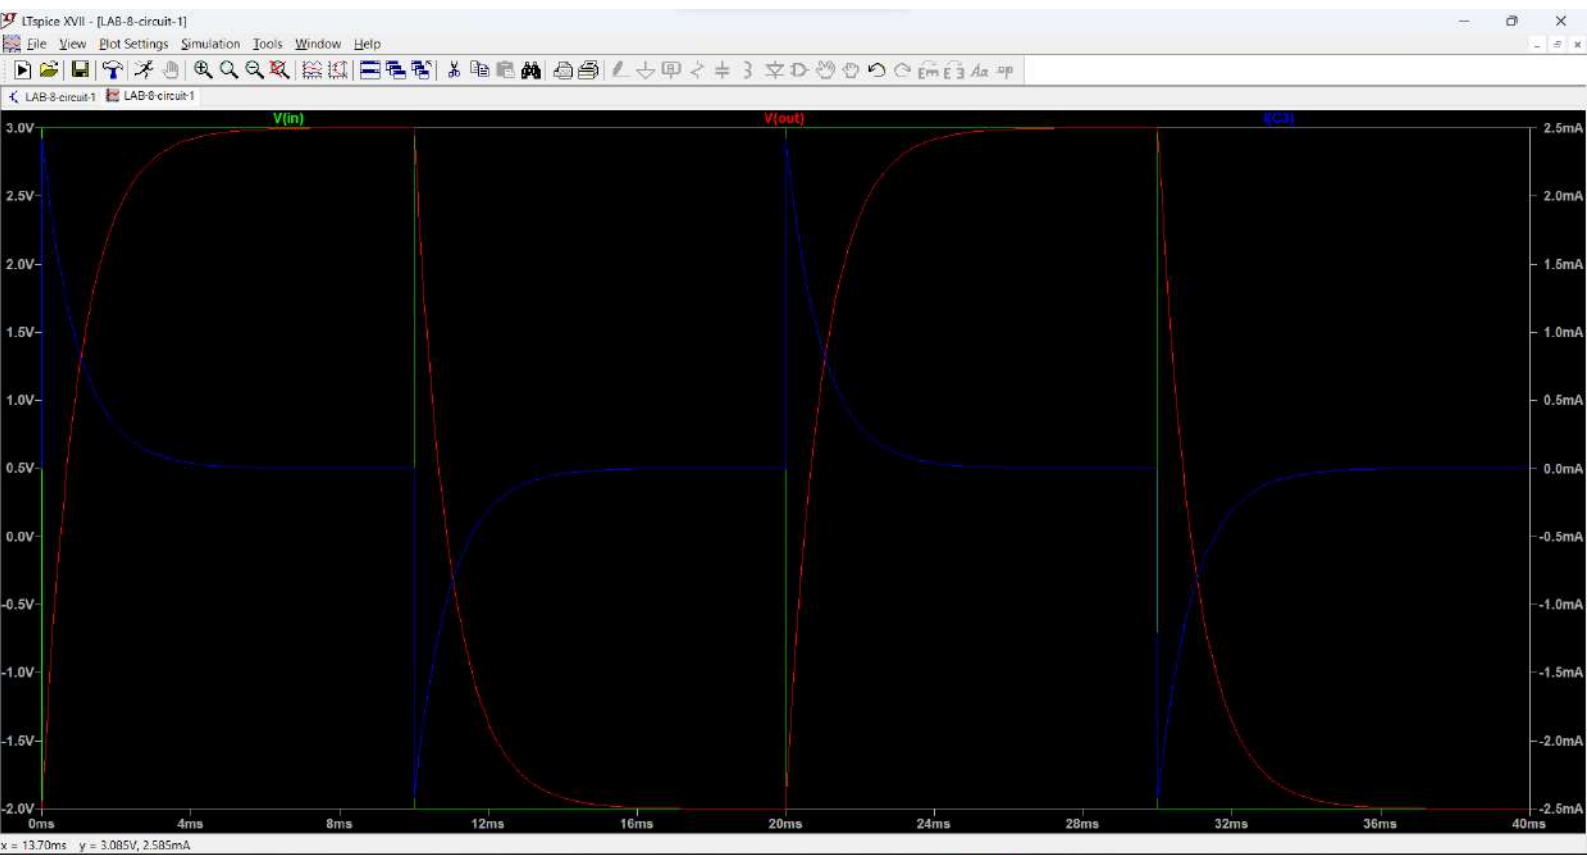 LTspice XVII - [LAB-8-circuit-1]
File View Plot Settings Simulation Tools Window Help
LAB-8-circuit-1 LAB-8-circuit-1
V(in) V(out) I(C3)
3.0V 2.5mA
2.5V 2.0mA
2.0V 1.5mA
1.5V 1.0mA
1.0V 0.5mA
0.5V 0.0mA
0.0V -0.5mA
-0.5V -1.0mA
-1.0V -1.5mA
-1.5V -2.0mA
-2.0V -2.5mA
0ms 4ms 8ms 12ms 16ms 20ms 24ms 28ms 32ms 36ms 40ms
x = 13.70ms y = 3.085V, 2.585mA